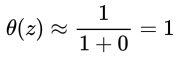 θ(z) ≈ 1/(1 + 0) = 1